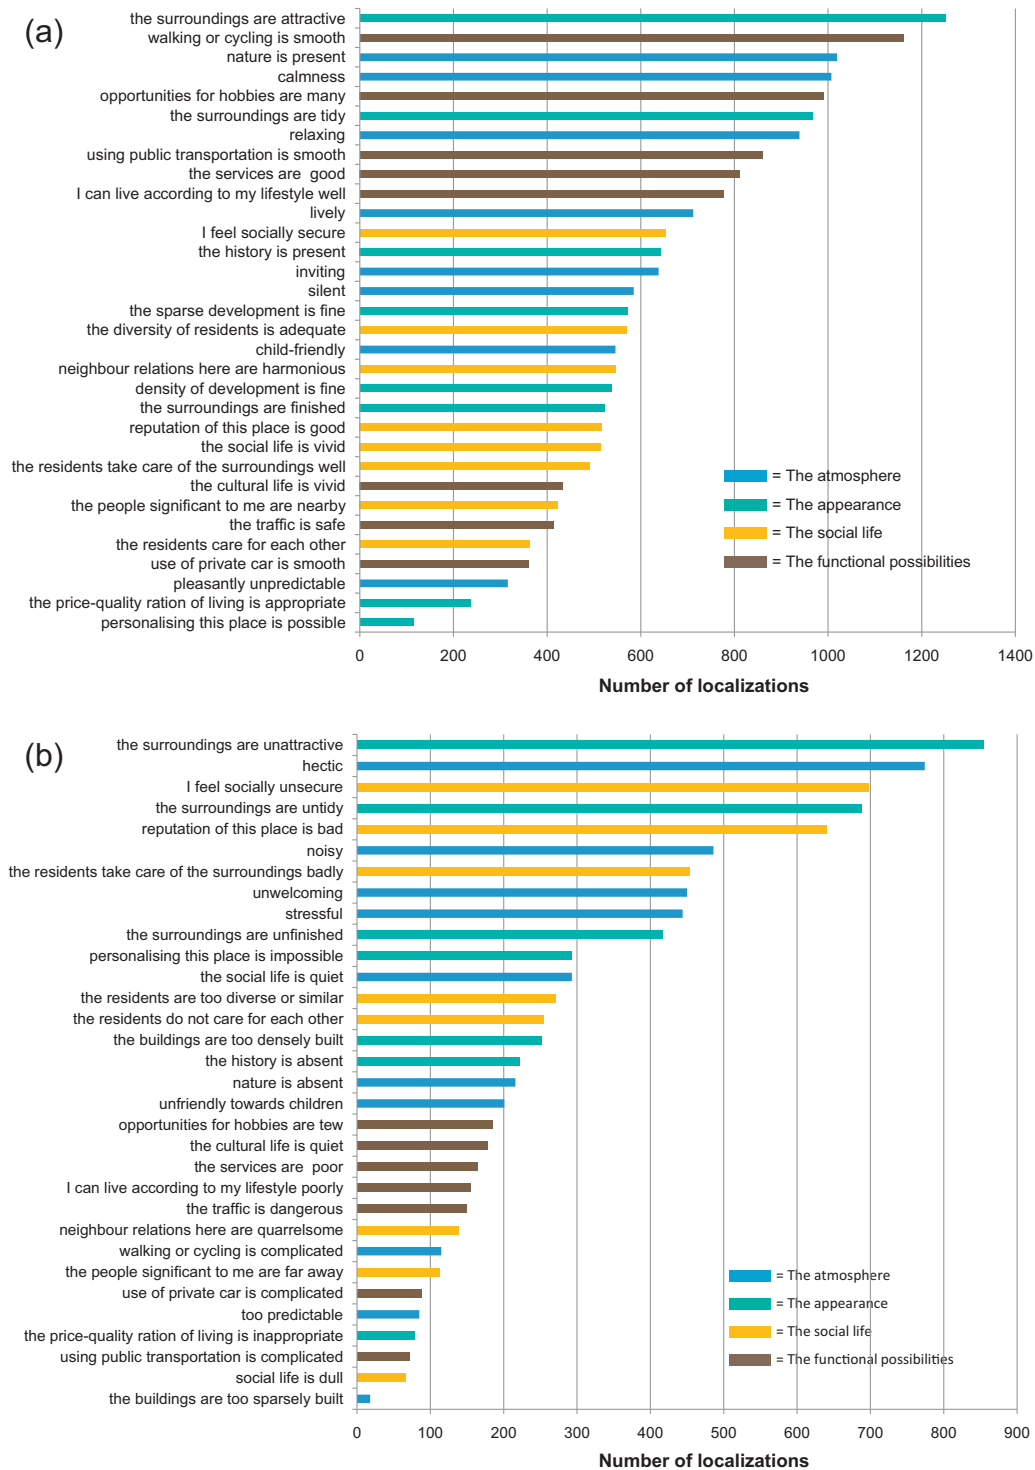 (a)
the surroundings are attractive
walking or cycling is smooth
nature is present
calmness
opportunities for hobbies are many
the surroundings are tidy
relaxing
using public transportation is smooth
the services are good
I can live according to my lifestyle well
lively
I feel socially secure
the history is present
inviting
silent
the sparse development is fine
the diversity of residents is adequate
child-friendly
neighbour relations here are harmonious
density of development is fine
the surroundings are finished
reputation of this place is good
the social life is vivid
the residents take care of the surroundings well
the cultural life is vivid
the people significant to me are nearby
the traffic is safe
the residents care for each other
use of private car is smooth
pleasantly unpredictable
the price-quality ration of living is appropriate
personalising this place is possible
= The atmosphere
= The appearance
= The social life
= The functional possibilities
0 200 400 600 800 1000 1200 1400
Number of localizations
(b)
the surroundings are unattractive
hectic
I feel socially unsecure
the surroundings are untidy
reputation of this place is bad
noisy
the residents take care of the surroundings badly
unwelcoming
stressful
the surroundings are unfinished
personalising this place is impossible
the social life is quiet
the residents are too diverse or similar
the residents do not care for each other
the buildings are too densely built
the history is absent
nature is absent
unfriendly towards children
opportunities for hobbies are tew
the cultural life is quiet
the services are poor
I can live according to my lifestyle poorly
the traffic is dangerous
neighbour relations here are quarrelsome
walking or cycling is complicated
the people significant to me are far away
use of private car is complicated
too predictable
the price-quality ration of living is inappropriate
using public transportation is complicated
social life is dull
the buildings are too sparsely built
= The atmosphere
= The appearance
= The social life
= The functional possibilities
0 100 200 300 400 500 600 700 800 900
Number of localizations